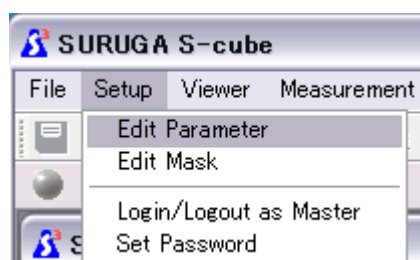 SURUGA S-cube
File Setup Viewer Measurement
Edit Parameter
Edit Mask
Login/Logout as Master
Set Password